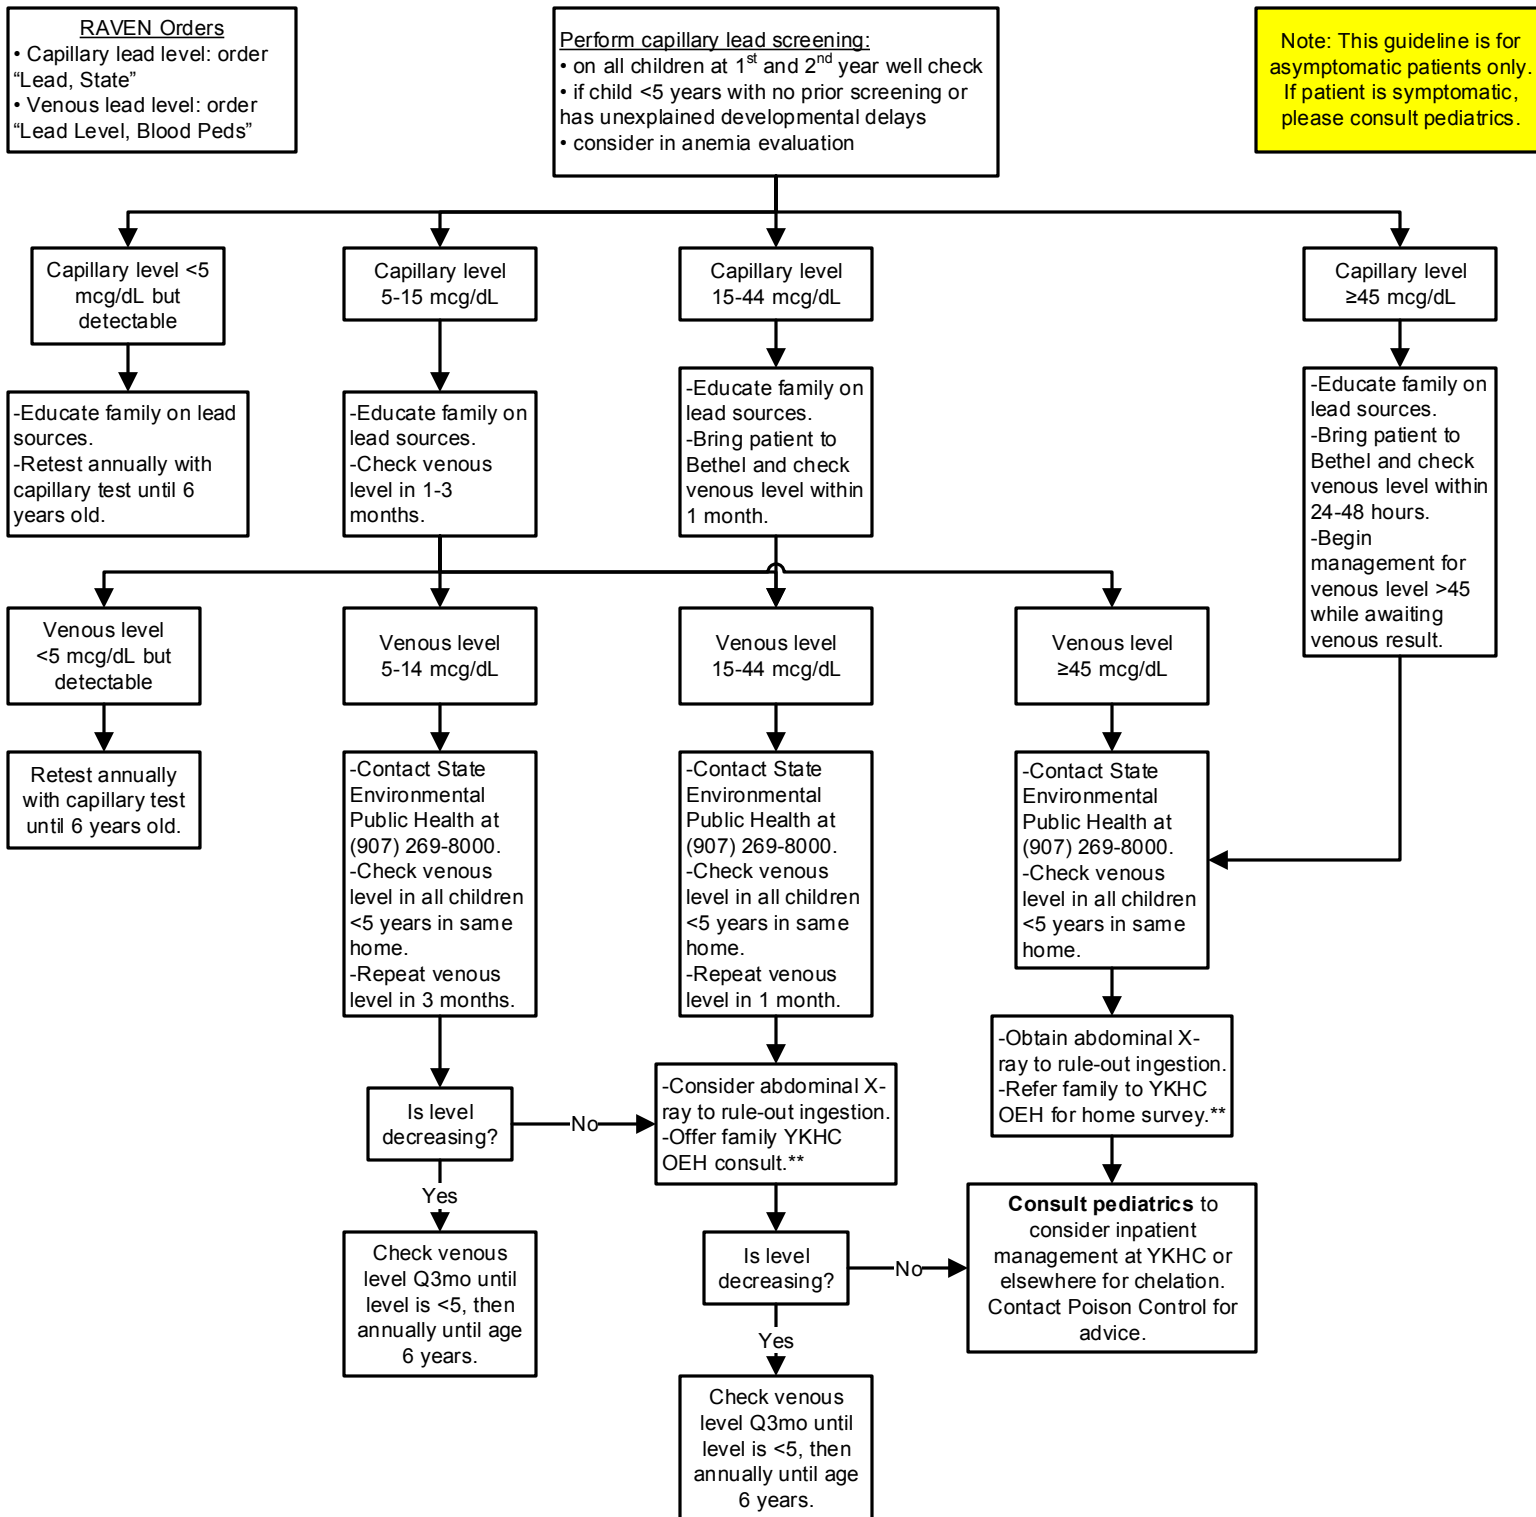 RAVEN Orders
• Capillary lead level: order
“Lead, State”
• Venous lead level: order
“Lead Level, Blood Peds”
Perform capillary lead screening:
• on all children at 1st and 2nd year well check
• if child <5 years with no prior screening or
has unexplained developmental delays
• consider in anemia evaluation
Note: This guideline is for
asymptomatic patients only.
If patient is symptomatic,
please consult pediatrics.
Capillary level <5
mcg/dL but
detectable
Capillary level
5-15 mcg/dL
Capillary level
15-44 mcg/dL
Capillary level
≥45 mcg/dL
-Educate family on lead
sources.
-Retest annually with
capillary test until 6
years old.
-Educate family on
lead sources.
-Check venous
level in 1-3
months.
-Educate family on
lead sources.
-Bring patient to
Bethel and check
venous level within
1 month.
-Educate family on
lead sources.
-Bring patient to
Bethel and check
venous level within
24-48 hours.
-Begin
management for
venous level >45
while awaiting
venous result.
Venous level
<5 mcg/dL but
detectable
Venous level
5-14 mcg/dL
Venous level
15-44 mcg/dL
Venous level
≥45 mcg/dL
Retest annually
with capillary test
until 6 years old.
-Contact State
Environmental
Public Health at
(907) 269-8000.
-Check venous
level in all children
<5 years in same
home.
-Repeat venous
level in 3 months.
-Contact State
Environmental
Public Health at
(907) 269-8000.
-Check venous
level in all children
<5 years in same
home.
-Repeat venous
level in 1 month.
-Contact State
Environmental
Public Health at
(907) 269-8000.
-Check venous
level in all children
<5 years in same
home.
Is level
decreasing?
No
-Consider abdominal X-
ray to rule-out ingestion.
-Offer family YKHC
OEH consult.**
-Obtain abdominal X-
ray to rule-out ingestion.
-Refer family to YKHC
OEH for home survey.**
Yes
Check venous
level Q3mo until
level is <5, then
annually until age
6 years.
Is level
decreasing?
No
Consult pediatrics to
consider inpatient
management at YKHC or
elsewhere for chelation.
Contact Poison Control for
advice.
Yes
Check venous
level Q3mo until
level is <5, then
annually until age
6 years.